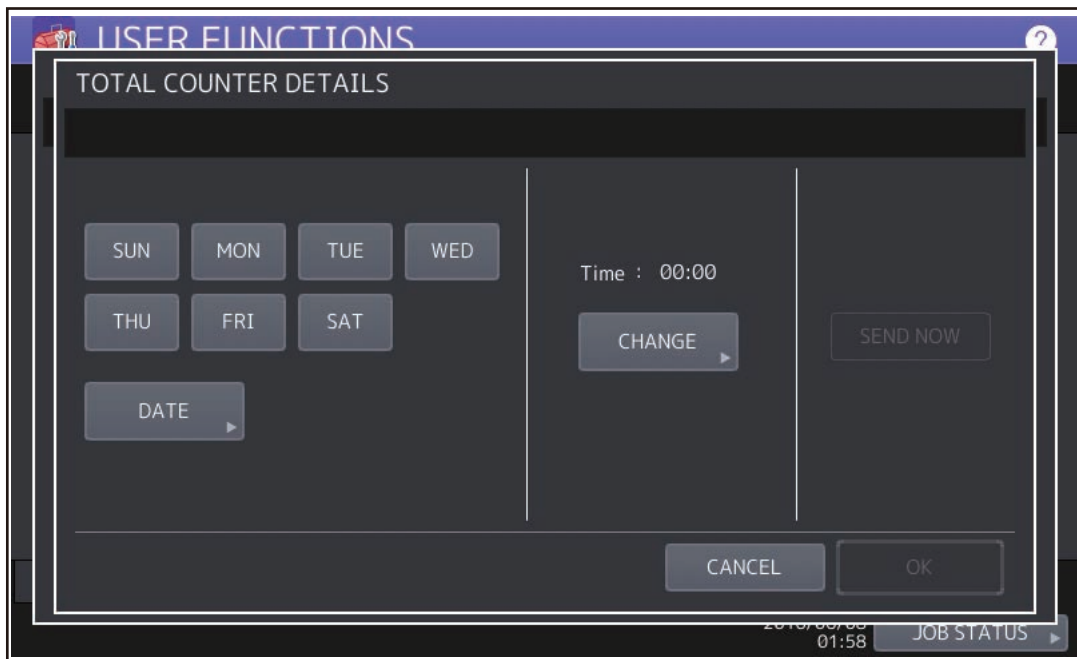 USER FUNCTIONS
?
TOTAL COUNTER DETAILS
SUN MON TUE WED
THU FRI SAT
DATE
Time : 00:00
CHANGE
SEND NOW
CANCEL OK
01:58
JOB STATUS